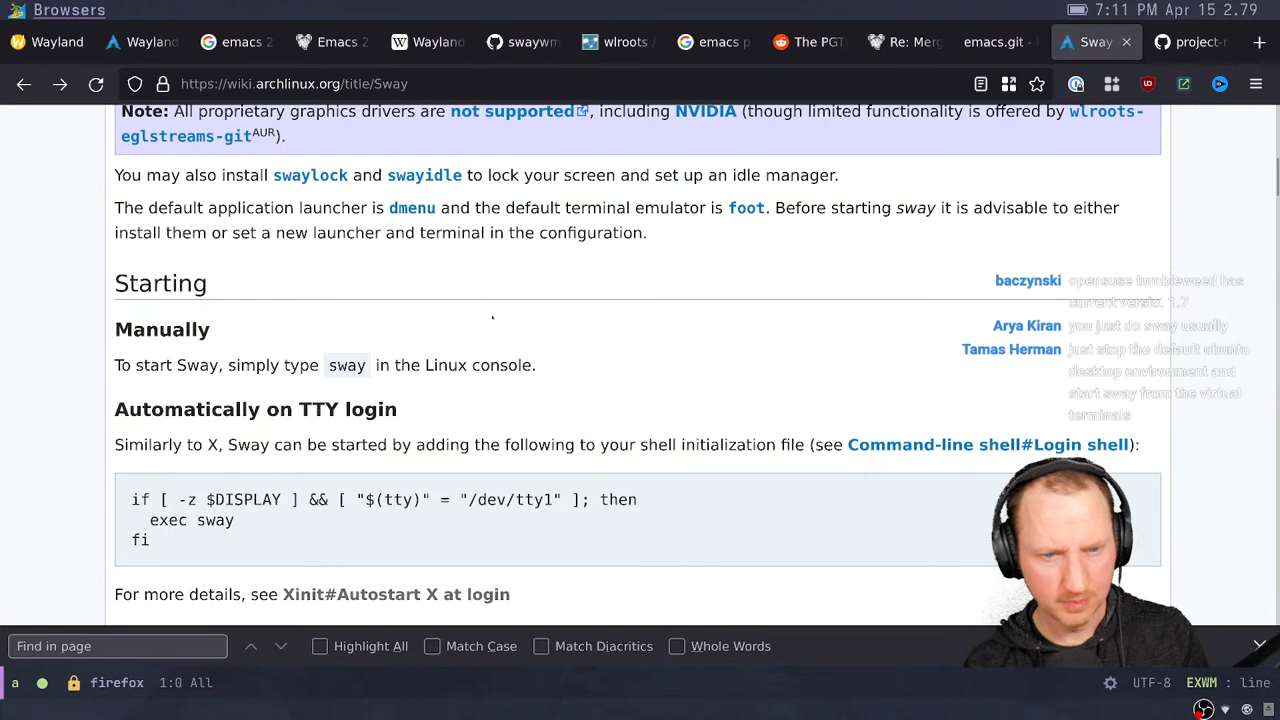 Browsers
7:11 PM Apr 15 2.79
Wayland
Wayland
emacs 2
Emacs 2
Wayland
swaywm
wlroots /
emacs p
The PGT
Re: Merg
emacs.git -
Sway
project-r
https://wiki.archlinux.org/title/Sway
Note: All proprietary graphics drivers are not supported, including NVIDIA (though limited functionality is offered by wlroots-
eglstreams-gitAUR).
You may also install swaylock and swayidle to lock your screen and set up an idle manager.
The default application launcher is dmenu and the default terminal emulator is foot. Before starting sway it is advisable to either
install them or set a new launcher and terminal in the configuration.
Starting
baczynski opensuse tumbleweed has
current versio. 1.7
Manually
Arya Kiran you just do sway usually
Tamas Herman just stop the default ubuntu
desktop environment and
start sway from the virtual
terminals
To start Sway, simply type sway in the Linux console.
Automatically on TTY login
Similarly to X, Sway can be started by adding the following to your shell initialization file (see Command-line shell#Login shell):
if [ -z $DISPLAY ] && [ "$(tty)" = "/dev/tty1" ]; then
exec sway
fi
For more details, see Xinit#Autostart X at login
Find in page
Highlight All
Match Case
Match Diacritics
Whole Words
a firefox 1:0 All
UTF-8 EXWM : line